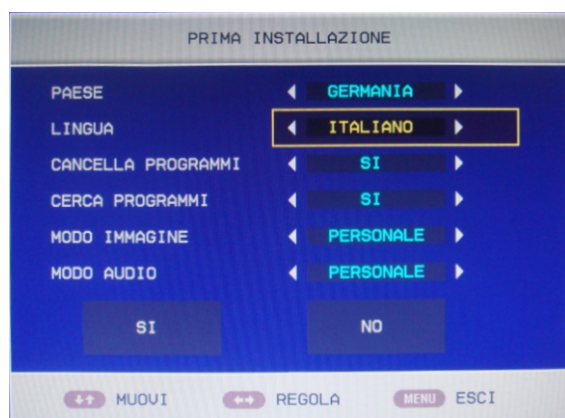 PRIMA INSTALLAZIONE
PAESE GERMANIA
LINGUA ITALIANO
CANCELLA PROGRAMMI SI
CERCA PROGRAMMI SI
MODO IMMAGINE PERSONALE
MODO AUDIO PERSONALE
SI NO
MUOVI REGOLA MENU ESCI